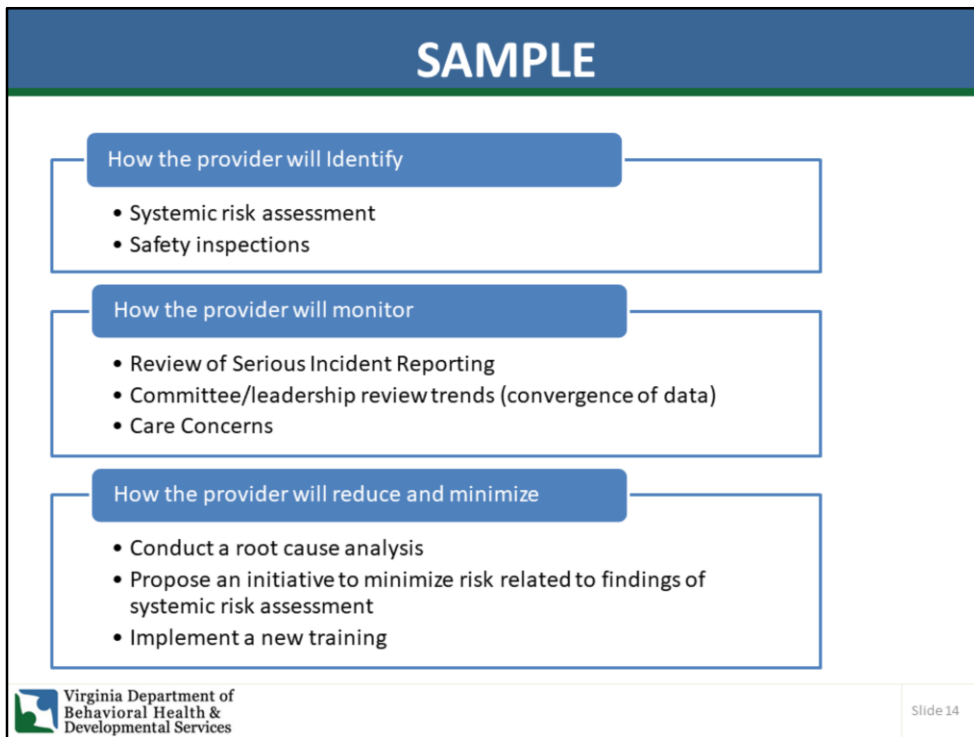 SAMPLE
How the provider will Identify
• Systemic risk assessment
• Safety inspections
How the provider will monitor
• Review of Serious Incident Reporting
• Committee/leadership review trends (convergence of data)
• Care Concerns
How the provider will reduce and minimize
• Conduct a root cause analysis
• Propose an initiative to minimize risk related to findings of
systemic risk assessment
• Implement a new training
Virginia Department of
Behavioral Health &
Developmental Services
Slide 14